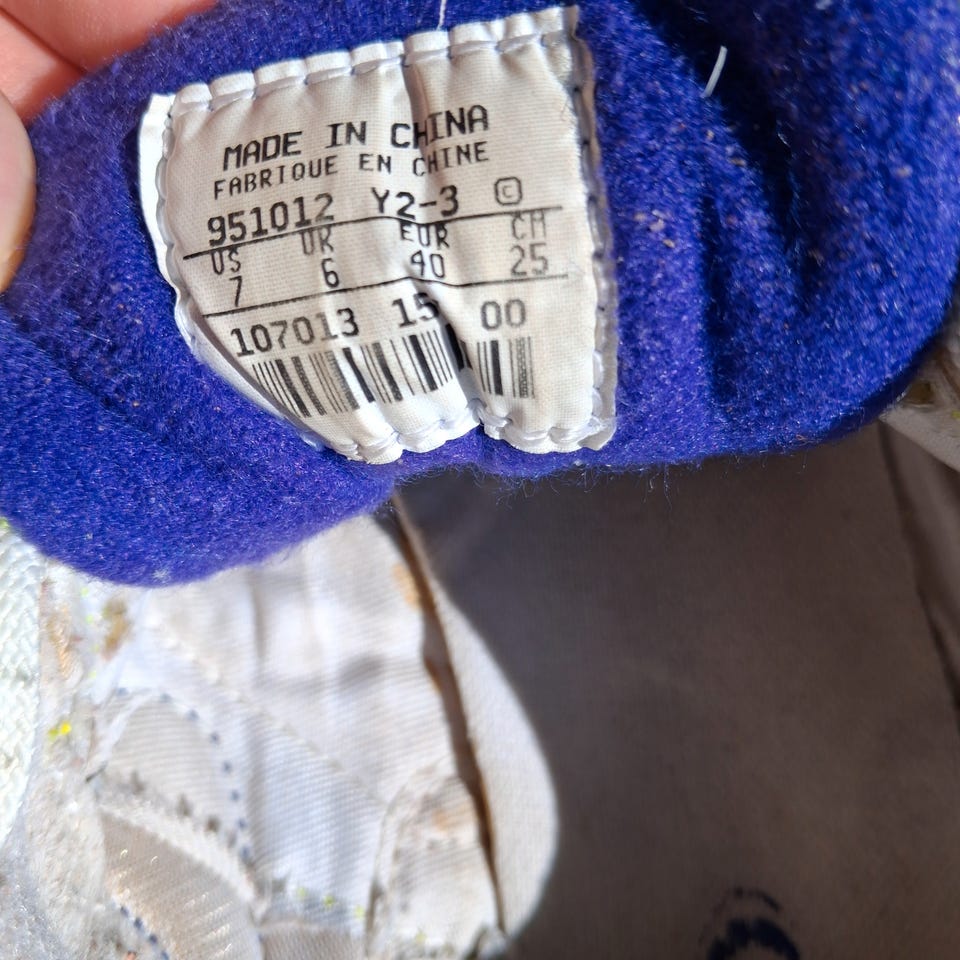 MADE IN CHINA
FABRIQUE EN CHINE
951012 Y2-3 ©
US UK EUR CM
7 6 40 25
107013 15 00